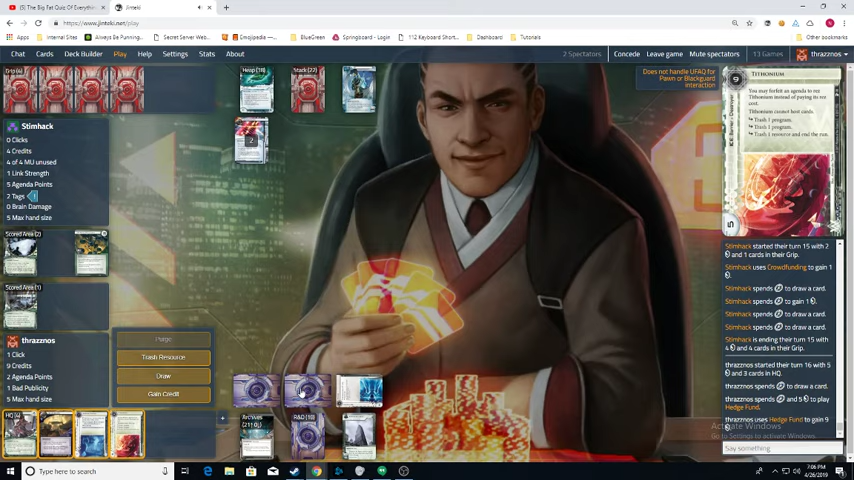 [5] The Big Fat Quiz Of Everything
Jinteki
https://www.jinteki.net/play
Apps
Internal Sites
Always Be Running...
Secret Server Web...
Emojipedia — ...
BlueGreen
Springboard - Login
112 Keyboard Short...
Dashboard
Tutorials
Other bookmarks
Chat
Cards
Deck Builder
Play
Help
Settings
Stats
About
2 Spectators
Concede
Leave game
Mute spectators
13 Games
thrazznos
Grip (4)
Heap (18)
Stack (22)
Does not handle UFAQ for
Pawn or Blackguard
interaction
Tithonium
9
You may forfeit an agenda to rez
Tithonium instead of paying its rez
cost.
Tithonium cannot host cards.
Trash 1 program.
Trash 1 program.
Trash 1 resource and end the run.
ICE: Barrier - Destroyer
5
Stimhack
0 Clicks
4 Credits
4 of 4 MU unused
1 Link Strength
5 Agenda Points
2 Tags
0 Brain Damage
5 Max hand size
2
Scored Area (2)
Scored Area (1)
thrazznos
1 Click
9 Credits
2 Agenda Points
1 Bad Publicity
5 Max hand size
Purge
Trash Resource
Draw
Gain Credit
HQ (4)
Archives
R&D (18)
Stimhack started their turn 15 with 2
and 1 cards in their Grip.
Stimhack uses Crowdfunding to gain 1
Stimhack spends to draw a card.
Stimhack spends to gain 1
Stimhack spends to draw a card.
Stimhack spends to draw a card.
Stimhack is ending their turn 15 with
4 and 4 cards in their Grip.
thrazznos started their turn 16 with 5
and 3 cards in HQ.
thrazznos spends to draw a card.
thrazznos spends and 5 to play
Hedge Fund.
thrazznos uses Hedge Fund to gain 9
Activate Windows
Go to Settings to activate Windows.
Say something
Type here to search
7:06 PM
4/26/2019